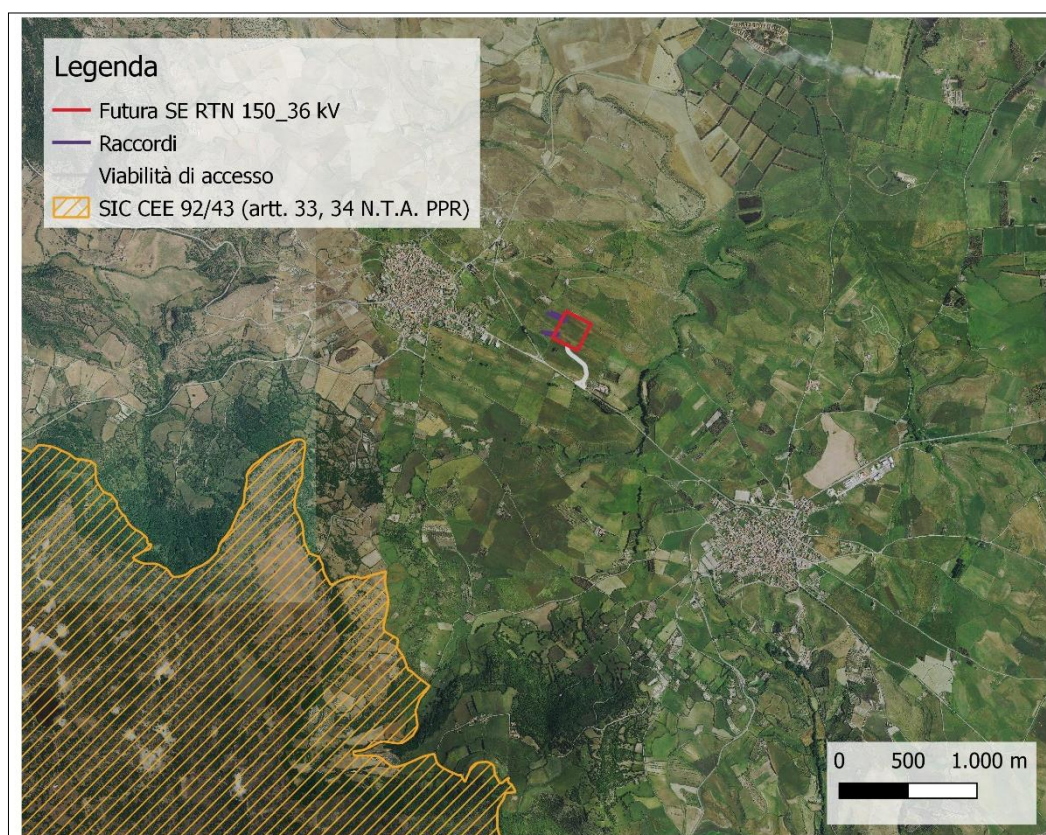 Legenda
Futura SE RTN 150_36 kV
Raccordi
Viabilità di accesso
SIC CEE 92/43 (artt. 33, 34 N.T.A. PPR)
0 500 1.000 m